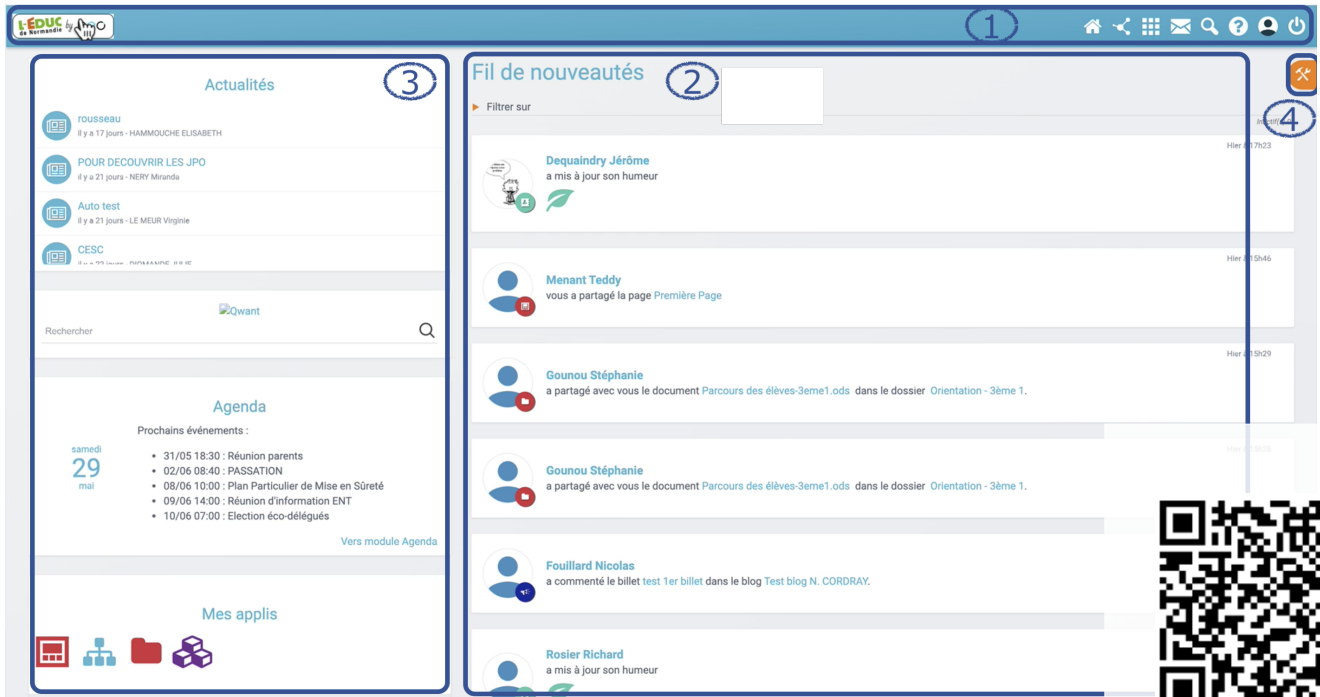 L'ÉDUC by
de Normandie
1
Actualités
3
rousseau
il y a 17 jours - HAMMOUCHE ELISABETH
POUR DECOUVRIR LES JPO
il y a 21 jours - NERY Miranda
Auto test
il y a 21 jours - LE MEUR Virginie
CESC
il y a 22 jours - DIOMANDE JULIE
Qwant
Rechercher
Agenda
Prochains événements :
samedi
29
mai
31/05 18:30 : Réunion parents
02/06 08:40 : PASSATION
08/06 10:00 : Plan Particulier de Mise en Sûreté
09/06 14:00 : Réunion d'information ENT
10/06 07:00 : Election éco-délégués
Vers module Agenda
Mes applis
Fil de nouveautés
2
Filtrer sur
4
Hier à 17h23
Dequaindry Jérôme
a mis à jour son humeur
Hier à 15h46
Menant Teddy
vous a partagé la page Première Page
Hier à 15h29
Gounou Stéphanie
a partagé avec vous le document Parcours des élèves-3eme1.ods dans le dossier Orientation - 3ème 1.
Gounou Stéphanie
a partagé avec vous le document Parcours des élèves-3eme1.ods dans le dossier Orientation - 3ème 1.
Fouillard Nicolas
a commenté le billet test 1er billet dans le blog Test blog N. CORDRAY.
Rosier Richard
a mis à jour son humeur